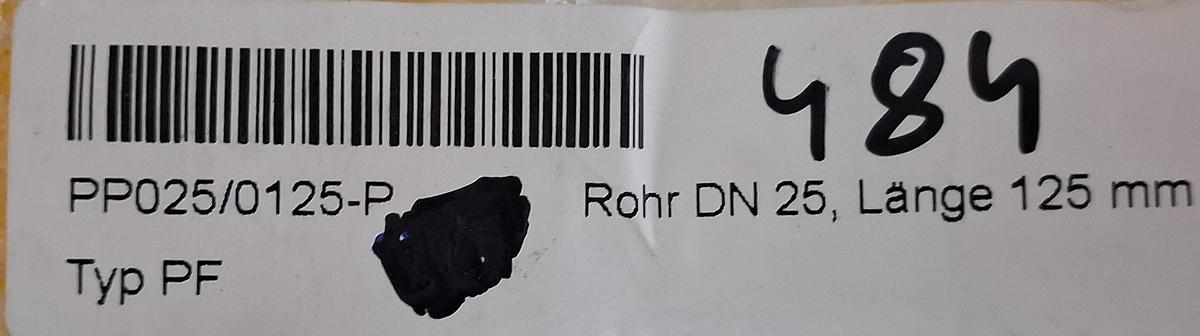 484
PP025/0125-P Rohr DN 25, Länge 125 mm
Typ PF